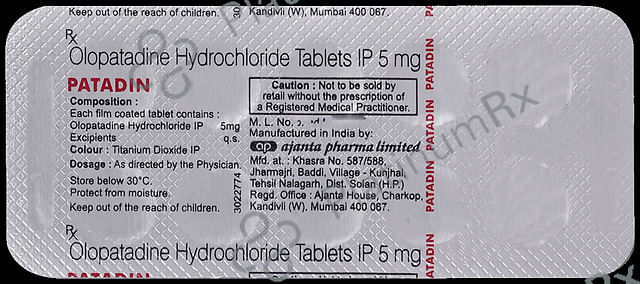 Keep out of the reach of children.
Kandivli (W), Mumbai 400 067.
Rx
Olopatadine Hydrochloride Tablets IP 5 mg
PATADIN
Composition :
Each film coated tablet contains :
Olopatadine Hydrochloride IP 5mg
Excipients q.s.
Colour : Titanium Dioxide IP
Dosage : As directed by the Physician.
Store below 30°C.
Protect from moisture.
Keep out of the reach of children.
30227774
Caution : Not to be sold by
retail without the prescription of
a Registered Medical Practitioner.
M. L. No.
Manufactured in India by:
ap ajanta pharma limited
Mfd. at : Khasra No. 587/588,
Jharmajri, Baddi, Village - Kunjhal,
Tehsil Nalagarh, Dist. Solan (H.P.)
Regd. Office : Ajanta House, Charkop,
Kandivli (W), Mumbai 400 067.
PATADIN
PATADIN
PATADIN
PATADIN
Rx
Olopatadine Hydrochloride Tablets IP 5 mg
PATADIN